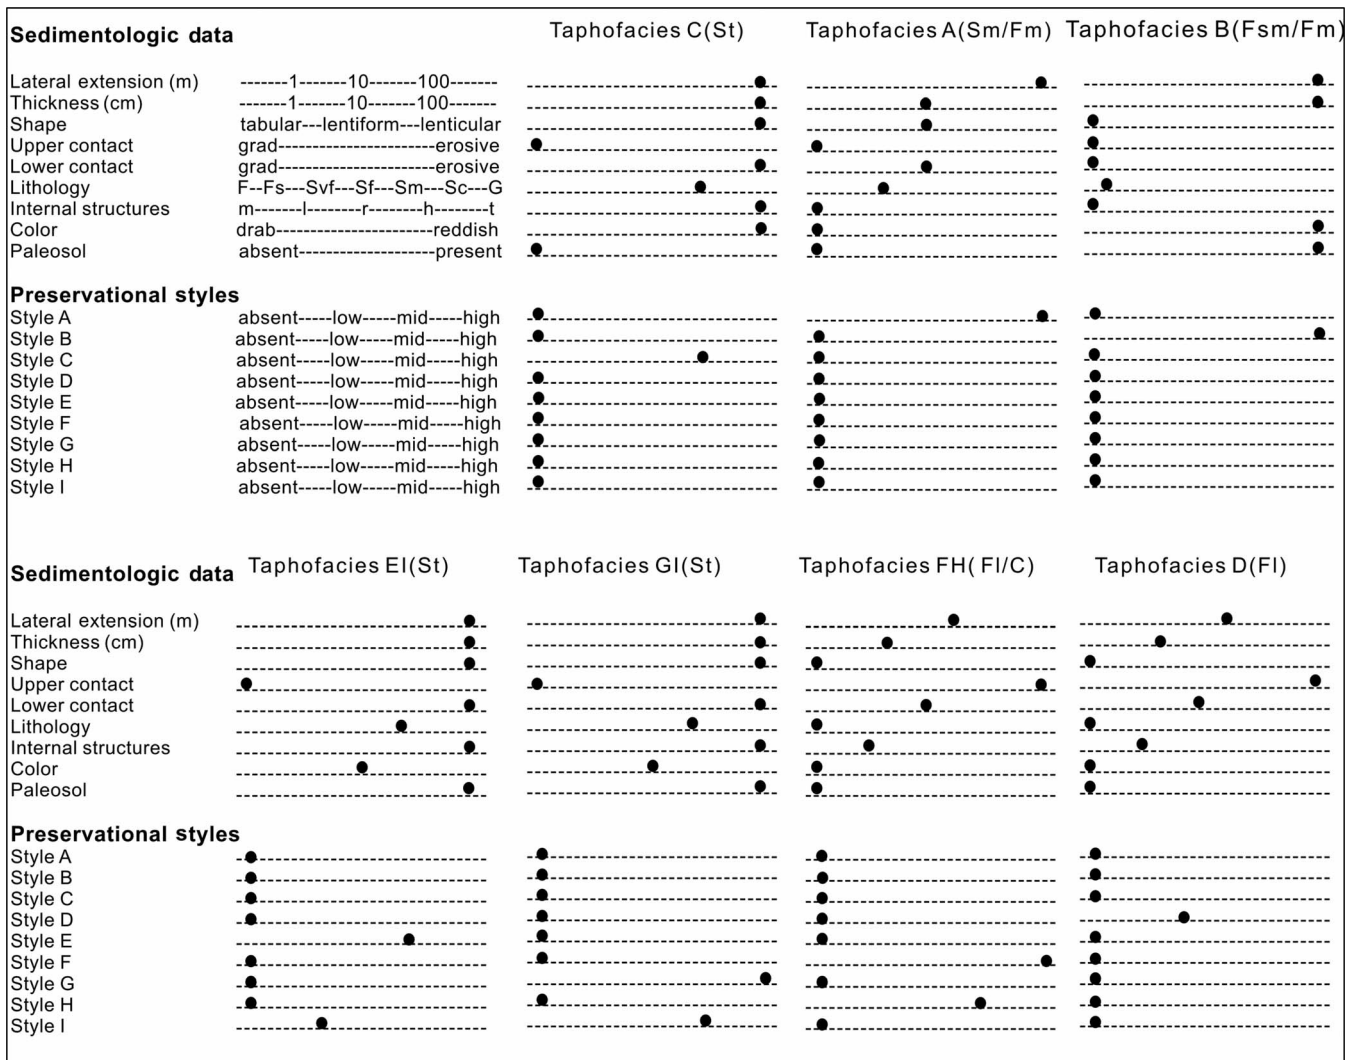 Sedimentologic data Taphofacies C(St) Taphofacies A(Sm/Fm) Taphofacies B(Fsm/Fm)
Lateral extension (m) -------1-------10-------100-------
Thickness (cm) -------1-------10-------100-------
Shape tabular---lentiform---lenticular
Upper contact grad-----------------------erosive
Lower contact grad-----------------------erosive
Lithology F--Fs---Svf---Sf---Sm---Sc---G
Internal structures m--------l--------r--------h--------t
Color drab-----------------------reddish
Paleosol absent--------------------present
Preservational styles
Style A absent-----low-----mid-----high
Style B absent-----low-----mid-----high
Style C absent-----low-----mid-----high
Style D absent-----low-----mid-----high
Style E absent-----low-----mid-----high
Style F absent-----low-----mid-----high
Style G absent-----low-----mid-----high
Style H absent-----low-----mid-----high
Style I absent-----low-----mid-----high
Sedimentologic data Taphofacies EI(St) Taphofacies GI(St) Taphofacies FH( Fl/C) Taphofacies D(Fl)
Lateral extension (m)
Thickness (cm)
Shape
Upper contact
Lower contact
Lithology
Internal structures
Color
Paleosol
Preservational styles
Style A
Style B
Style C
Style D
Style E
Style F
Style G
Style H
Style I